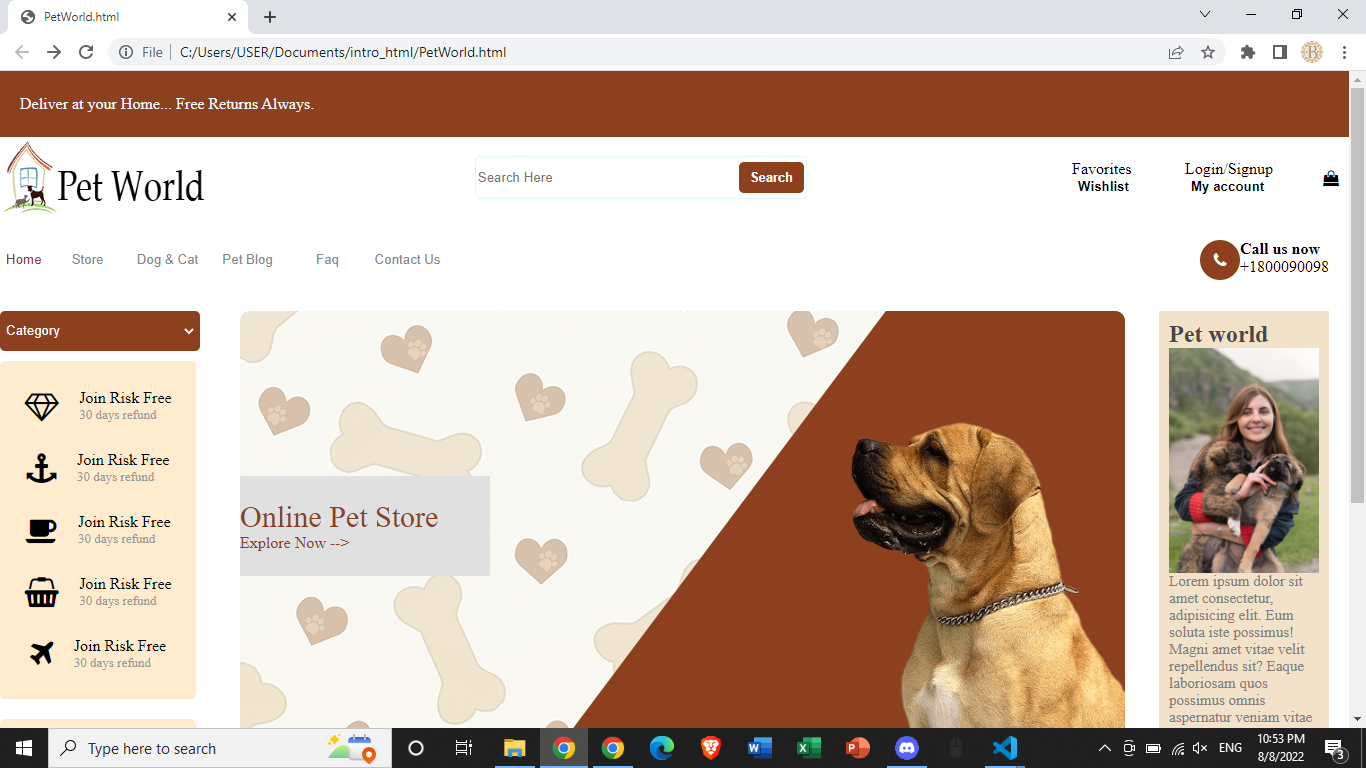 PetWorld.html
File
C:/Users/USER/Documents/intro_html/PetWorld.html
B
Deliver at your Home... Free Returns Always.
Pet World
Search Here
Search
Favorites
Wishlist
Login/Signup
My account
Home
Store
Dog & Cat
Pet Blog
Faq
Contact Us
Call us now
+1800090098
Category
Join Risk Free
30 days refund
Join Risk Free
30 days refund
Join Risk Free
30 days refund
Join Risk Free
30 days refund
Join Risk Free
30 days refund
Online Pet Store
Explore Now -->
Pet world
Lorem ipsum dolor sit
amet consectetur,
adipisicing elit. Eum
soluta iste possimus!
Magni amet vitae velit
repellendus sit? Eaque
laboriosam quos
possimus omnis
aspernatur veniam vitae
Type here to search
ENG
10:53 PM
8/8/2022
3